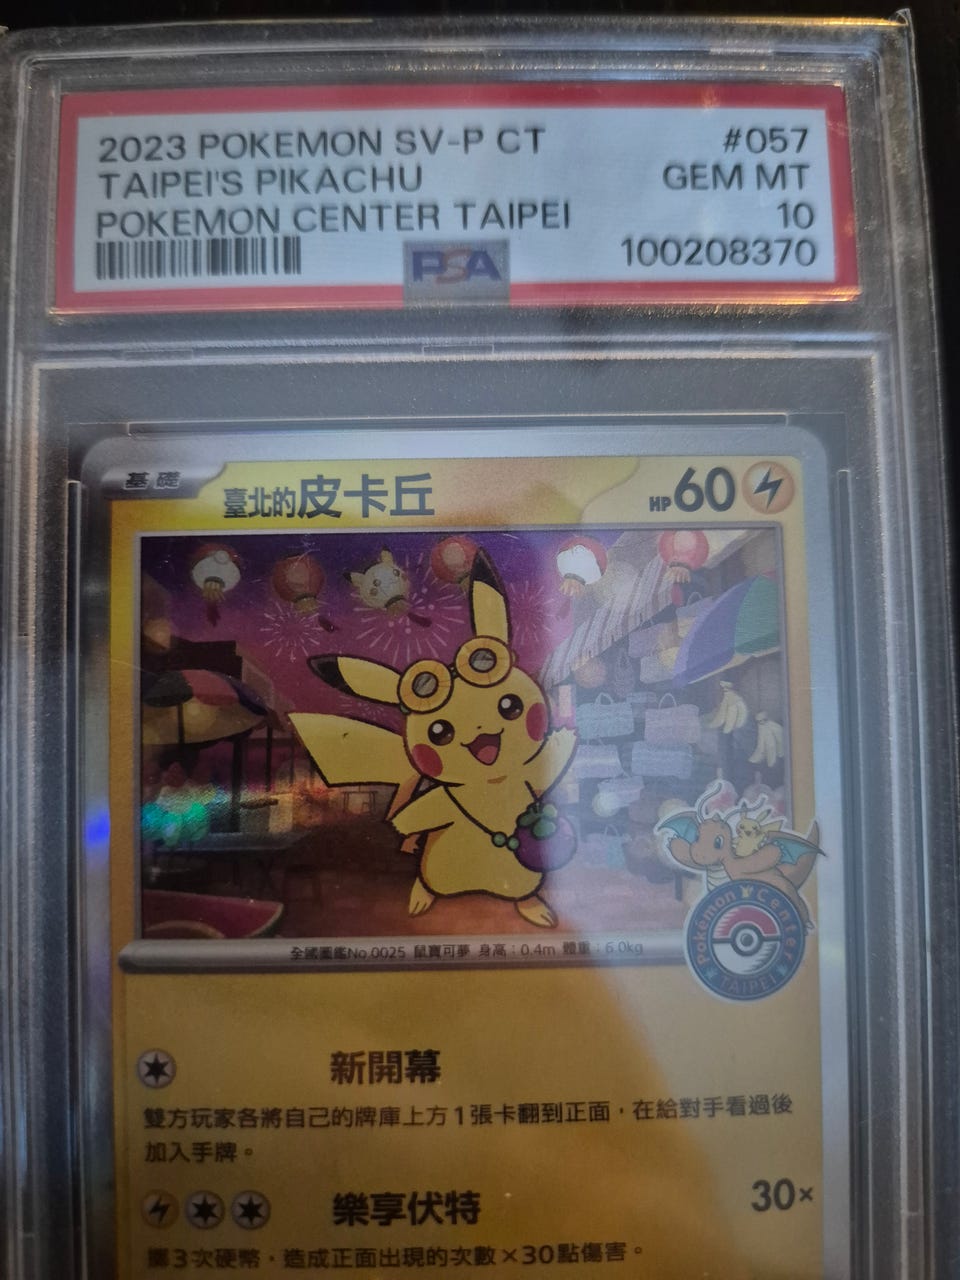 2023 POKEMON SV-P CT #057
TAIPEI'S PIKACHU GEM MT
POKEMON CENTER TAIPEI 10
PSA 100208370
基礎 臺北的皮卡丘 HP 60
全國圖鑑No.0025 鼠寶可夢 身高：0.4m 體重：6.0kg
Pokémon Center
TAIPEI
新開幕
雙方玩家各將自己的牌庫上方1張卡翻到正面，在給對手看過後
加入手牌。
樂享伏特 30×
擲3次硬幣，造成正面出現的次數×30點傷害。